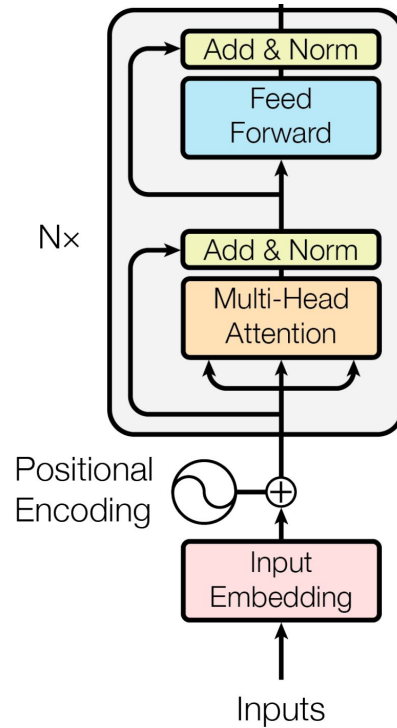 Add & Norm
Feed
Forward
N×
Add & Norm
Multi-Head
Attention
Positional
Encoding
Input
Embedding
Inputs